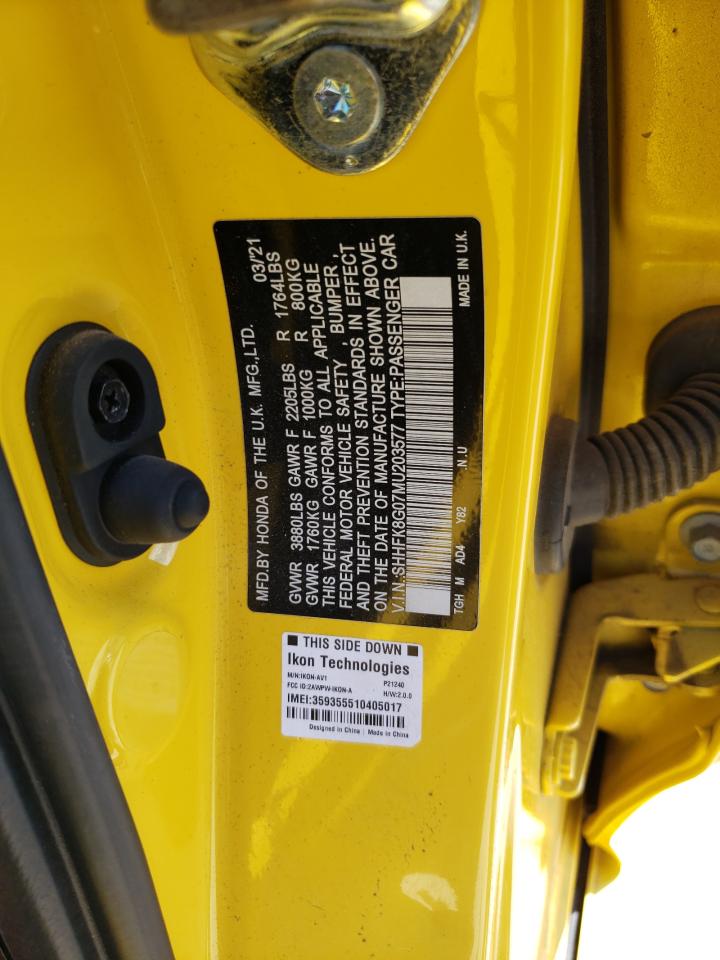 MFD.BY HONDA OF THE U.K. MFG.,LTD. 03/21
GVWR 3880LBS GAWR F 2205LBS R 1764LBS
GVWR 1760KG GAWR F 1000KG R 800KG
THIS VEHICLE CONFORMS TO ALL APPLICABLE
FEDERAL MOTOR VEHICLE SAFETY , BUMPER ,
AND THEFT PREVENTION STANDARDS IN EFFECT
ON THE DATE OF MANUFACTURE SHOWN ABOVE.
V.I.N:SHHFK8G07MU203577 TYPE:PASSENGER CAR
TGH M AD4 Y82 .N.U MADE IN U.K.
THIS SIDE DOWN
Ikon Technologies
M/N:IKON-AV1 P21240
FCC ID:2AWPW-IKON-A H/W:2.0.0
IMEI:359355510405017
Designed in China | Made in China